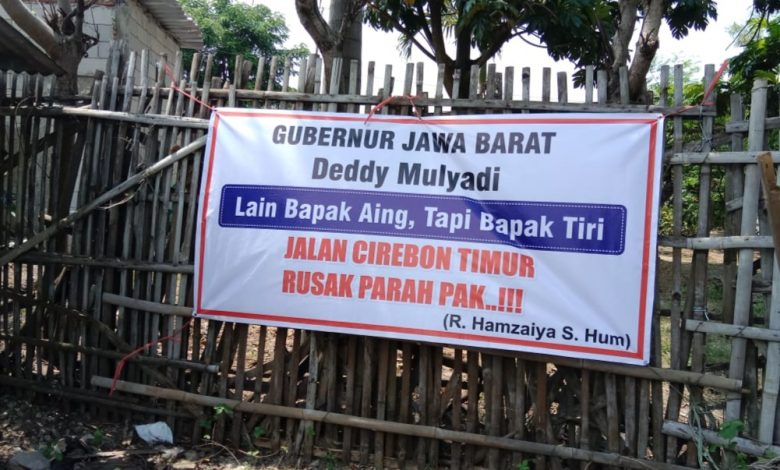 GUBERNUR JAWA BARAT
Deddy Mulyadi
Lain Bapak Aing, Tapi Bapak Tiri
JALAN CIREBON TIMUR
RUSAK PARAH PAK..!!!
(R. Hamzaiya S. Hum)